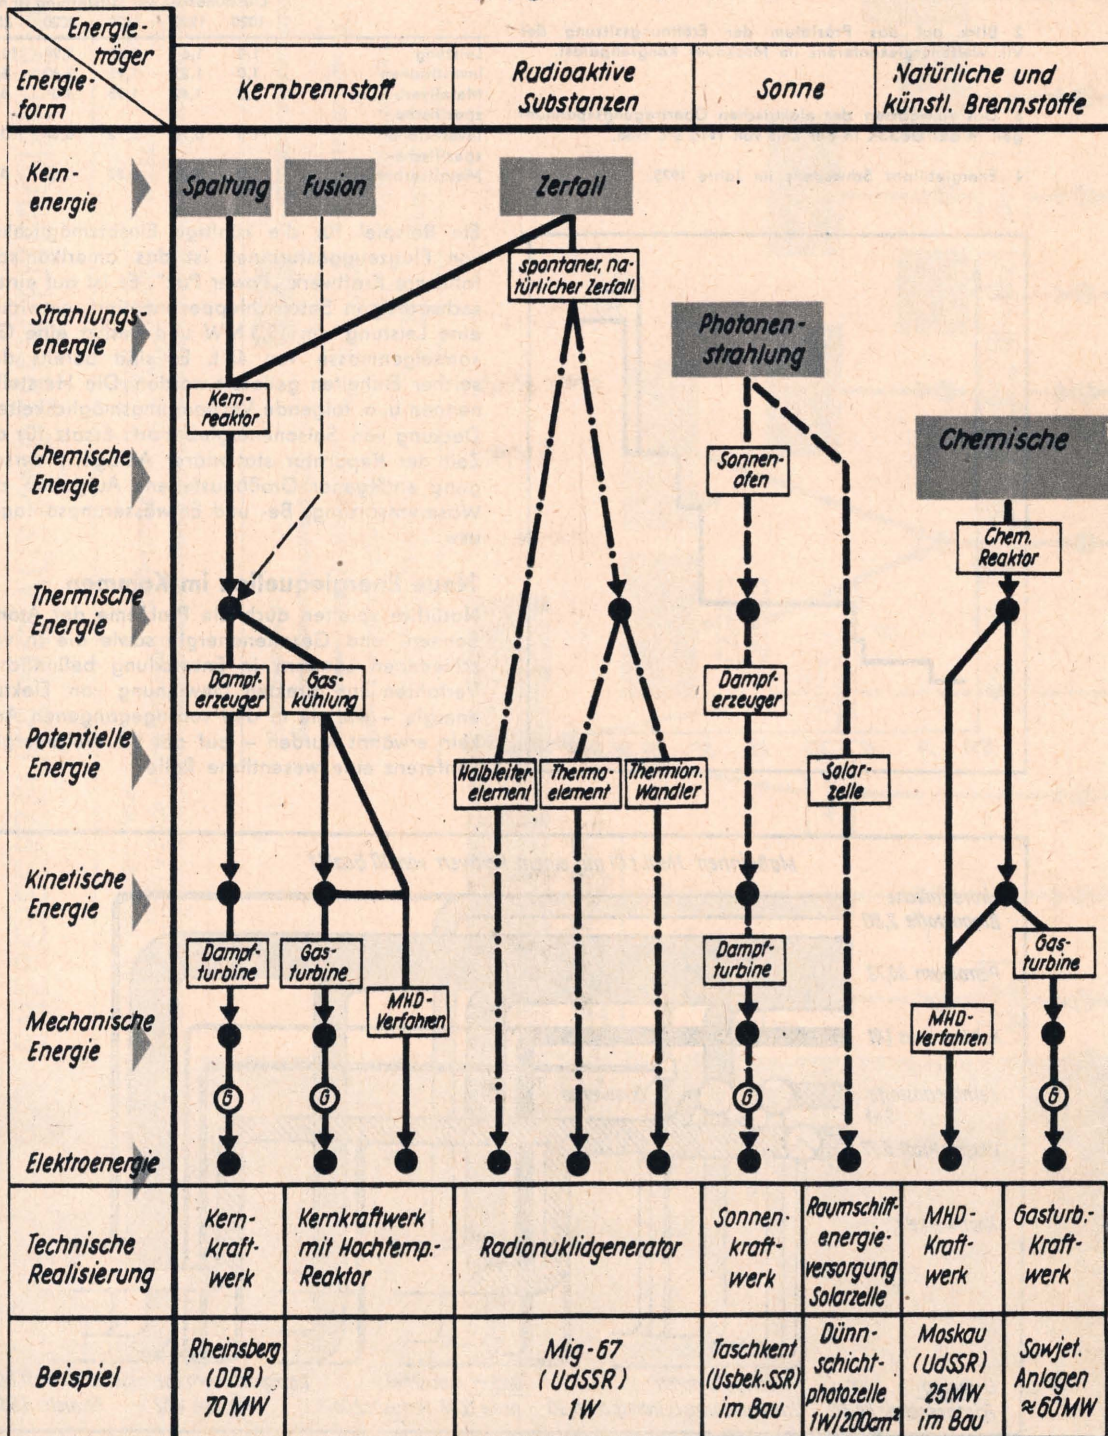 Energie-
träger
Energie-
form
Kernbrennstoff
Radioaktive
Substanzen
Sonne
Natürliche und
künstl. Brennstoffe
Kern-
energie
Spaltung
Fusion
Zerfall
spontaner, na-
türlicher Zerfall
Strahlungs-
energie
Photonen-
strahlung
Kern-
reaktor
Chemische
Energie
Sonnen-
ofen
Chemische
Chem.
Reaktor
Thermische
Energie
Dampf-
erzeuger
Gas-
kühlung
Dampf-
erzeuger
Potentielle
Energie
Halbleiter-
element
Thermo-
element
Thermion.
Wandler
Solar-
zelle
Kinetische
Energie
Dampf-
turbine
Gas-
turbine
Dampf-
turbine
Gas-
turbine
MHD-
Verfahren
MHD-
Verfahren
Mechanische
Energie
G
G
G
G
Elektroenergie
Technische
Realisierung
Kern-
kraft-
werk
Kernkraftwerk
mit Hochtemp.-
Reaktor
Radionuklidgenerator
Sonnen-
kraft-
werk
Raumschiff-
energie-
versorgung
Solarzelle
MHD-
Kraft-
werk
Gasturb.-
Kraft-
werk
Beispiel
Rheinsberg
(DDR)
70 MW
Mig-67
(UdSSR)
1W
Taschkent
(Usbek.SSR)
im Bau
Dünn-
schicht-
photozelle
1W/200cm²
Moskau
(UdSSR)
25MW
im Bau
Sowjet.
Anlagen
≈60MW